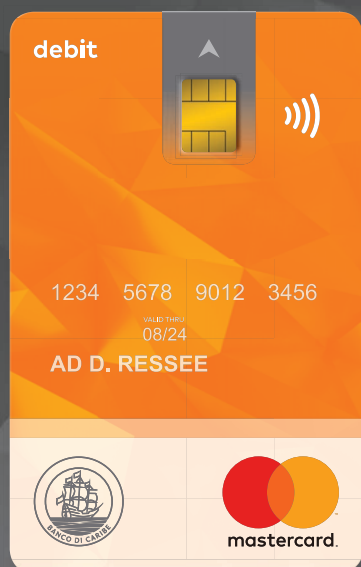 debit
1234 5678 9012 3456
VALID THRU
08/24
AD D. RESSEE
BANCO DI CARIBE
mastercard.